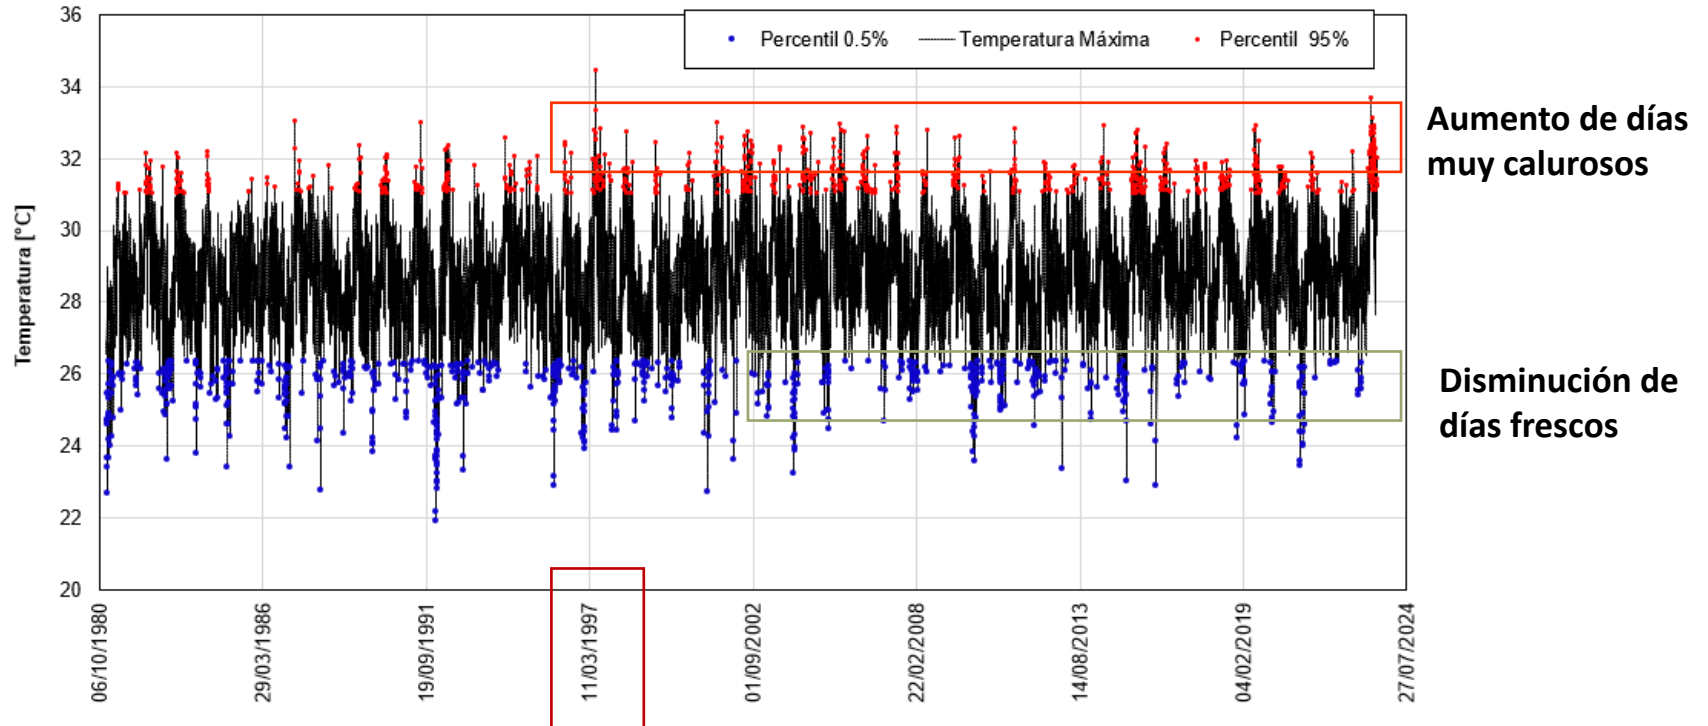 36
34
32
30
28
26
24
22
20
Temperatura [°C]
Percentil 0.5%
Temperatura Máxima
Percentil 95%
Aumento de días
muy calurosos
Disminución de
días frescos
06/10/1980
29/03/1986
19/09/1991
11/03/1997
01/09/2002
22/02/2008
14/08/2013
04/02/2019
27/07/2024